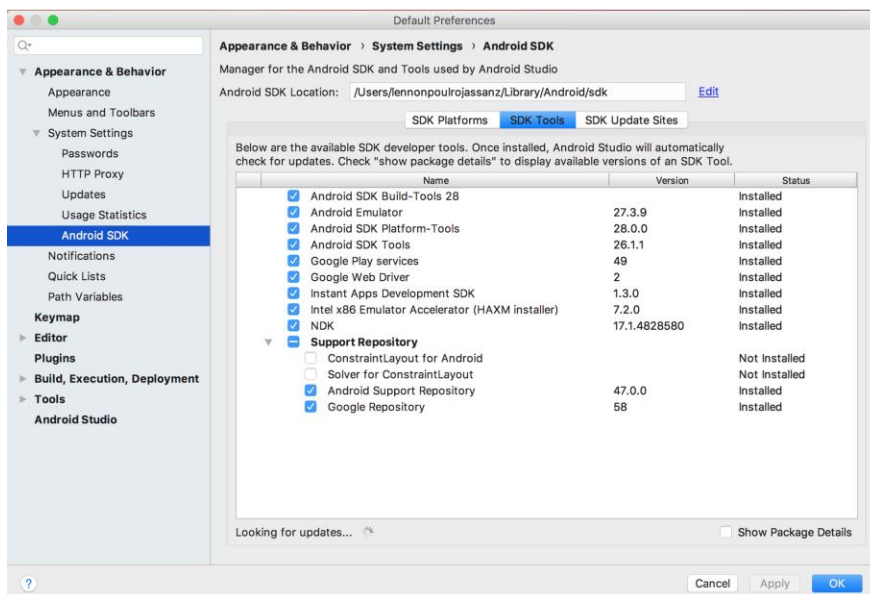 Default Preferences
Appearance & Behavior › System Settings › Android SDK
Appearance & Behavior
Appearance
Menus and Toolbars
System Settings
Passwords
HTTP Proxy
Updates
Usage Statistics
Android SDK
Notifications
Quick Lists
Path Variables
Keymap
Editor
Plugins
Build, Execution, Deployment
Tools
Android Studio
Manager for the Android SDK and Tools used by Android Studio
Android SDK Location: /Users/lennonpoulrojassanz/Library/Android/sdk Edit
SDK Platforms SDK Tools SDK Update Sites
Below are the available SDK developer tools. Once installed, Android Studio will automatically
check for updates. Check "show package details" to display available versions of an SDK Tool.
Name Version Status
Android SDK Build-Tools 28 Installed
Android Emulator 27.3.9 Installed
Android SDK Platform-Tools 28.0.0 Installed
Android SDK Tools 26.1.1 Installed
Google Play services 49 Installed
Google Web Driver 2 Installed
Instant Apps Development SDK 1.3.0 Installed
Intel x86 Emulator Accelerator (HAXM installer) 7.2.0 Installed
NDK 17.1.4828580 Installed
Support Repository
ConstraintLayout for Android Not Installed
Solver for ConstraintLayout Not Installed
Android Support Repository 47.0.0 Installed
Google Repository 58 Installed
Looking for updates... Show Package Details
? Cancel Apply OK